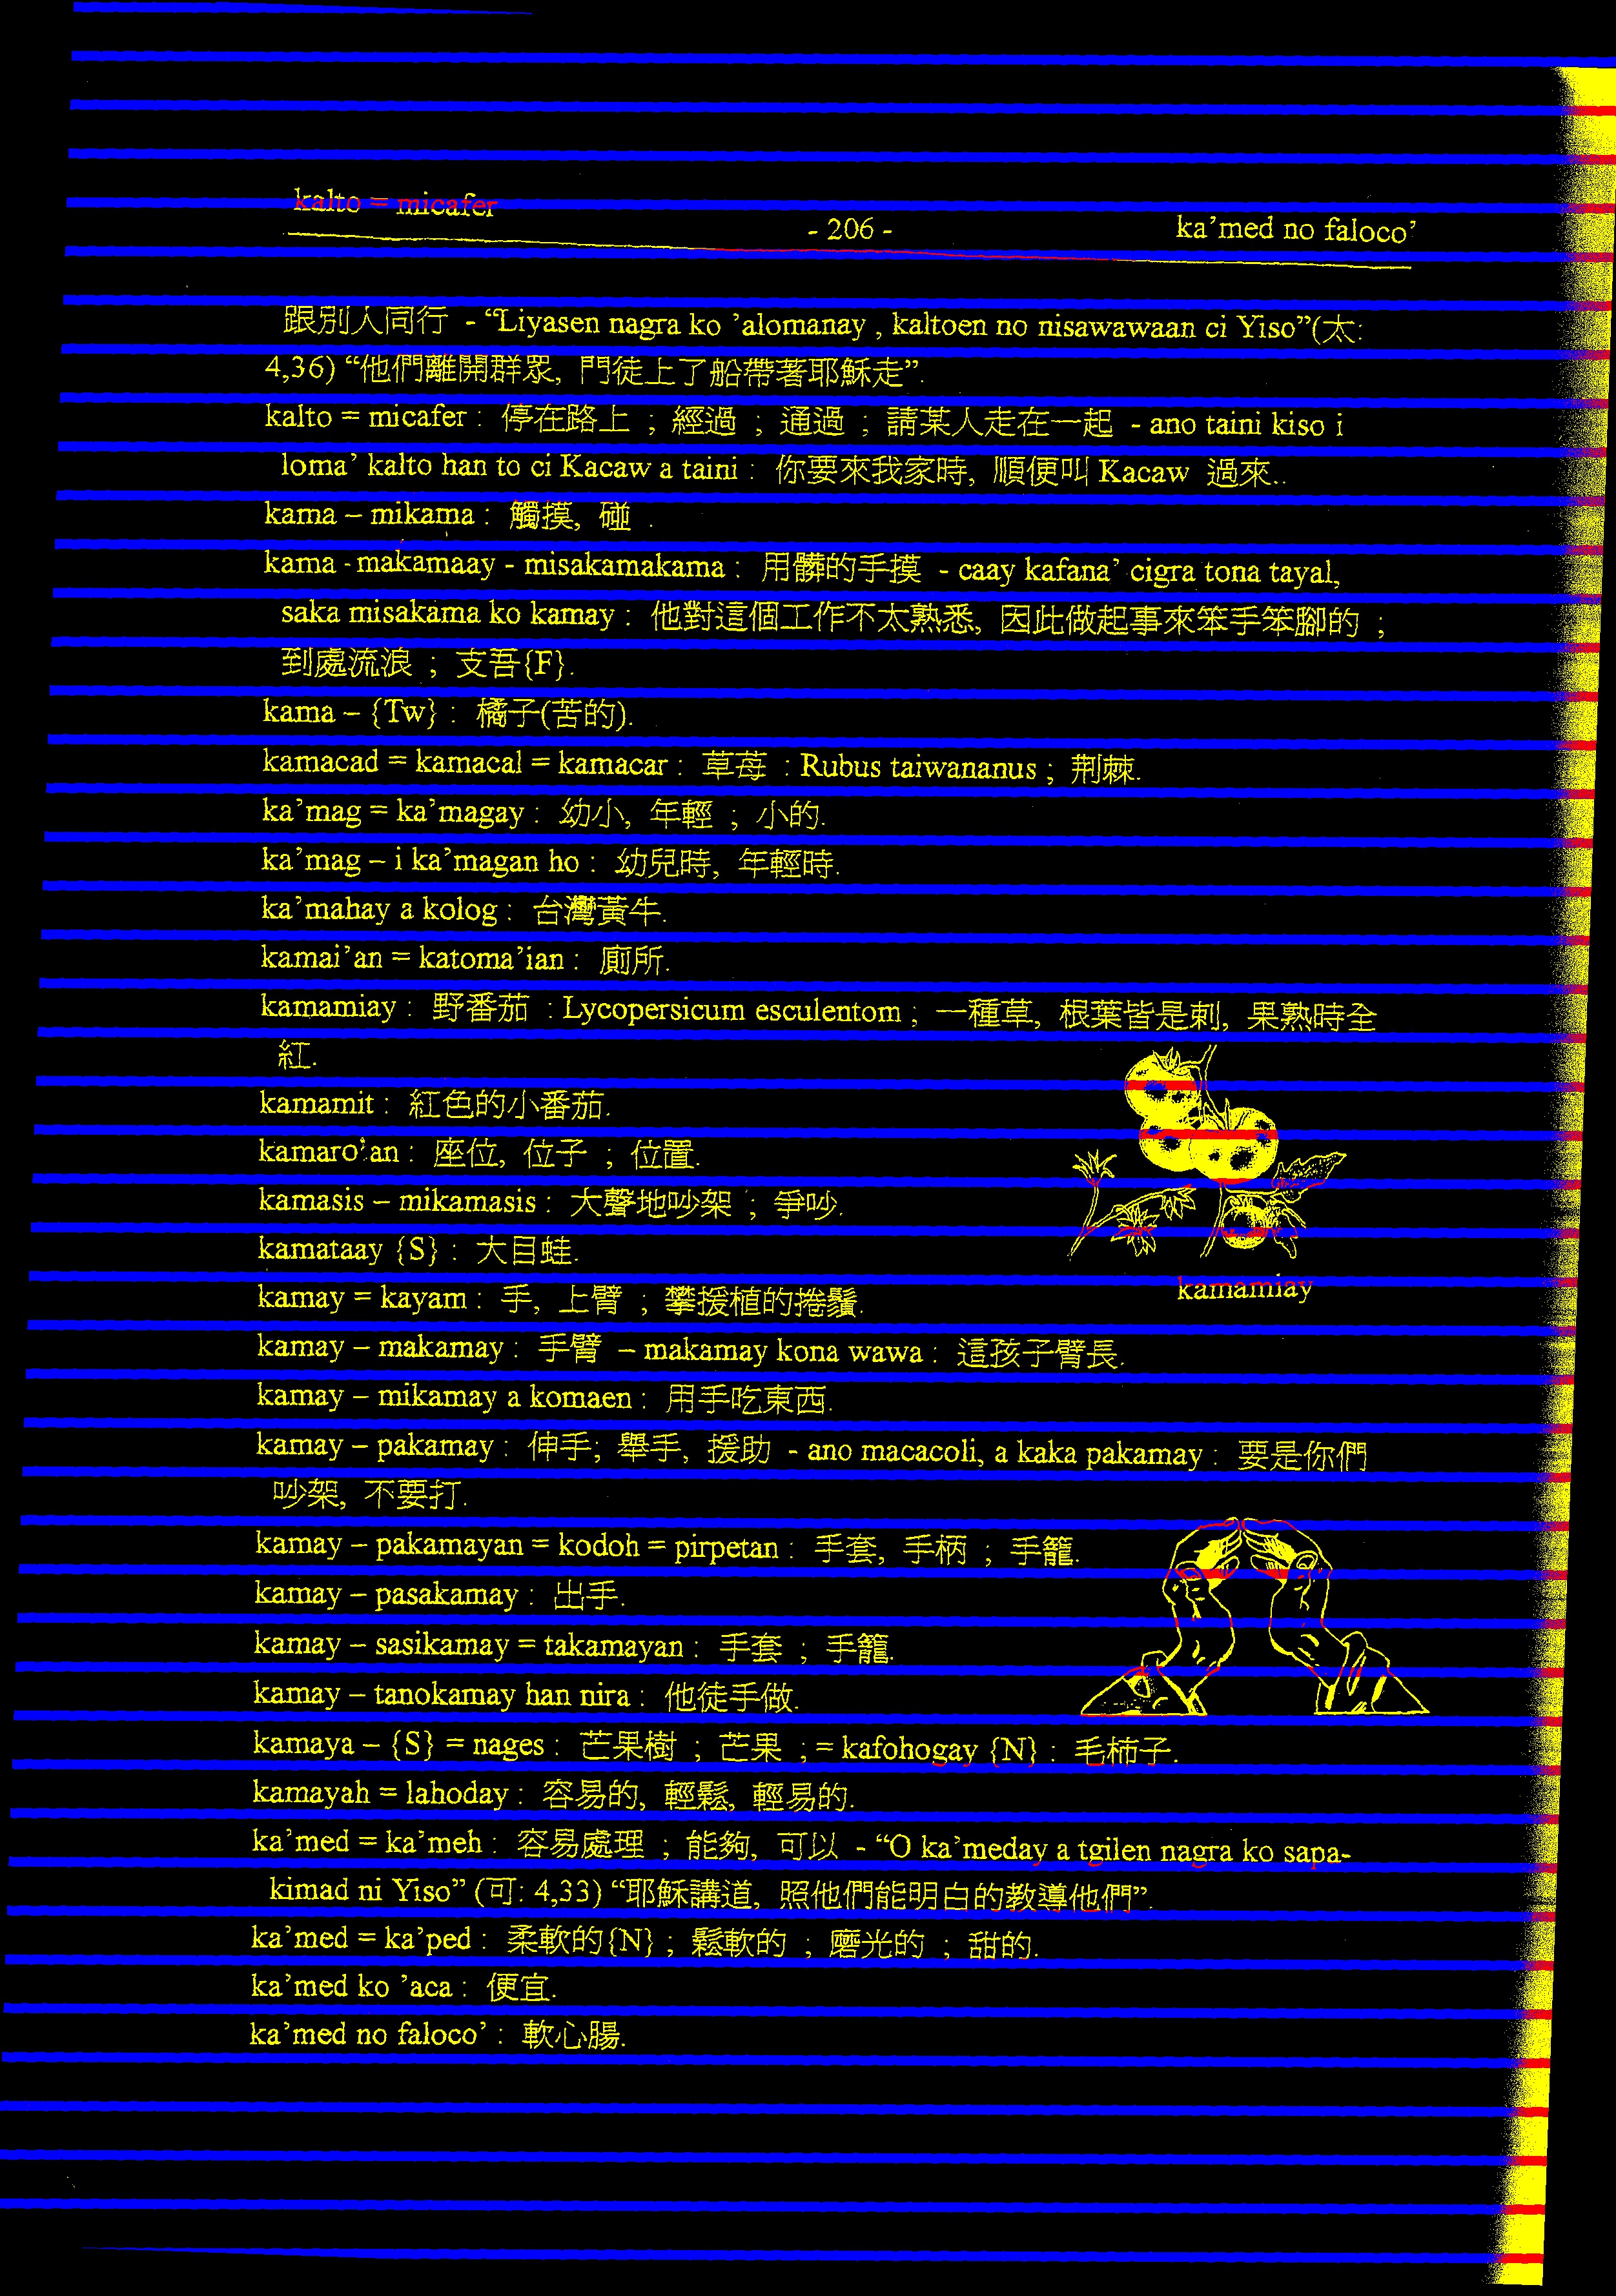 kalto = micafer
- 206 -
ka’med no faloco’
跟別人同行 - “Liyasen nagra ko ’alomanay , kaltoen no nisawawaan ci Yiso”(太:
4,36) “他們離開群眾, 門徒上了船帶著耶穌走”.
kalto = micafer : 停在路上 ; 經過 ; 通過 ; 請某人走在一起 - ano taini kiso i
loma’ kalto han to ci Kacaw a taini : 你要來我家時, 順便叫 Kacaw 過來..
kama – mikama : 觸摸, 碰 .
kama - makamaay - misakamakama : 用髒的手摸 - caay kafana’ cigra tona tayal,
saka misakama ko kamay : 他對這個工作不太熟悉, 因此做起事來笨手笨腳的 ;
到處流浪 ; 支吾{F}.
kama – {Tw} : 橘子(苦的).
kamacad = kamacal = kamacar : 草莓 : Rubus taiwananus ; 荆棘.
ka’mag = ka’magay : 幼小, 年輕 ; 小的.
ka’mag – i ka’magan ho : 幼兒時, 年輕時.
ka’mahay a kolog : 台灣黃牛.
kamai’an = katoma’ian : 廁所.
kamamiay : 野番茄 : Lycopersicum esculentom ; 一種草, 根葉皆是刺, 果熟時全
紅.
kamamit : 紅色的小番茄.
kamaro’an : 座位, 位子 ; 位置.
kamasis – mikamasis : 大聲地吵架 ; 爭吵.
kamataay {S} : 大目蛙.
kamay = kayam : 手, 上臂 ; 攀援植的捲鬚.
kamamiay
kamay – makamay : 手臂 – makamay kona wawa : 這孩子臂長.
kamay – mikamay a komaen : 用手吃東西.
kamay – pakamay : 伸手; 舉手, 援助 - ano macacoli, a kaka pakamay : 要是你們
吵架, 不要打.
kamay – pakamayan = kodoh = pirpetan : 手套, 手柄 ; 手籠.
kamay – pasakamay : 出手.
kamay – sasikamay = takamayan : 手套 ; 手籠.
kamay – tanokamay han nira : 他徒手做.
kamaya – {S} = nages : 芒果樹 ; 芒果 ; = kafohogay {N} : 毛柿子.
kamayah = lahoday : 容易的, 輕鬆, 輕易的.
ka’med = ka’meh : 容易處理 ; 能夠, 可以 - “O ka’meday a tgilen nagra ko sapa-
kimad ni Yiso” (可: 4,33) “耶穌講道, 照他們能明白的教導他們”.
ka’med = ka’ped : 柔軟的{N} ; 鬆軟的 ; 磨光的 ; 甜的.
ka’med ko ’aca : 便宜.
ka’med no faloco’ : 軟心腸.